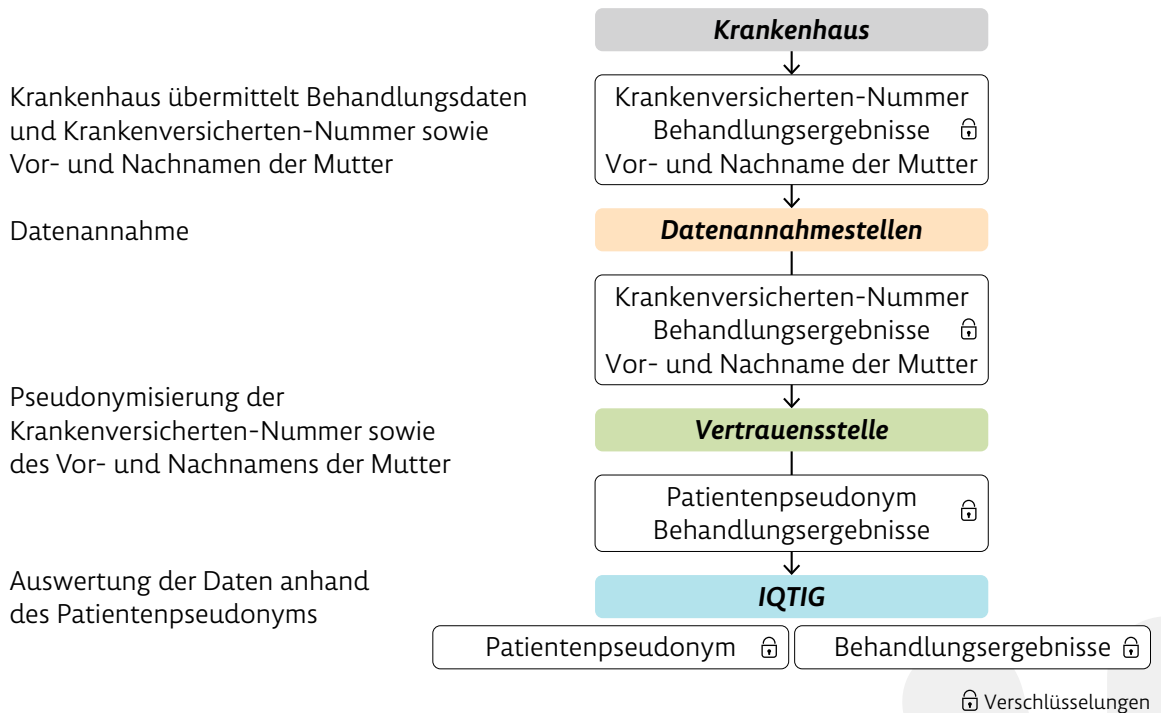 Krankenhaus
Krankenhaus übermittelt Behandlungsdaten
und Krankenversicherten-Nummer sowie
Vor- und Nachnamen der Mutter
Krankenversicherten-Nummer
Behandlungsergebnisse
Vor- und Nachname der Mutter
Datenannahme
Datenannahmestellen
Krankenversicherten-Nummer
Behandlungsergebnisse
Vor- und Nachname der Mutter
Pseudonymisierung der
Krankenversicherten-Nummer sowie
des Vor- und Nachnamens der Mutter
Vertrauensstelle
Patientenpseudonym
Behandlungsergebnisse
Auswertung der Daten anhand
des Patientenpseudonyms
IQTIG
Patientenpseudonym
Behandlungsergebnisse
Verschlüsselungen